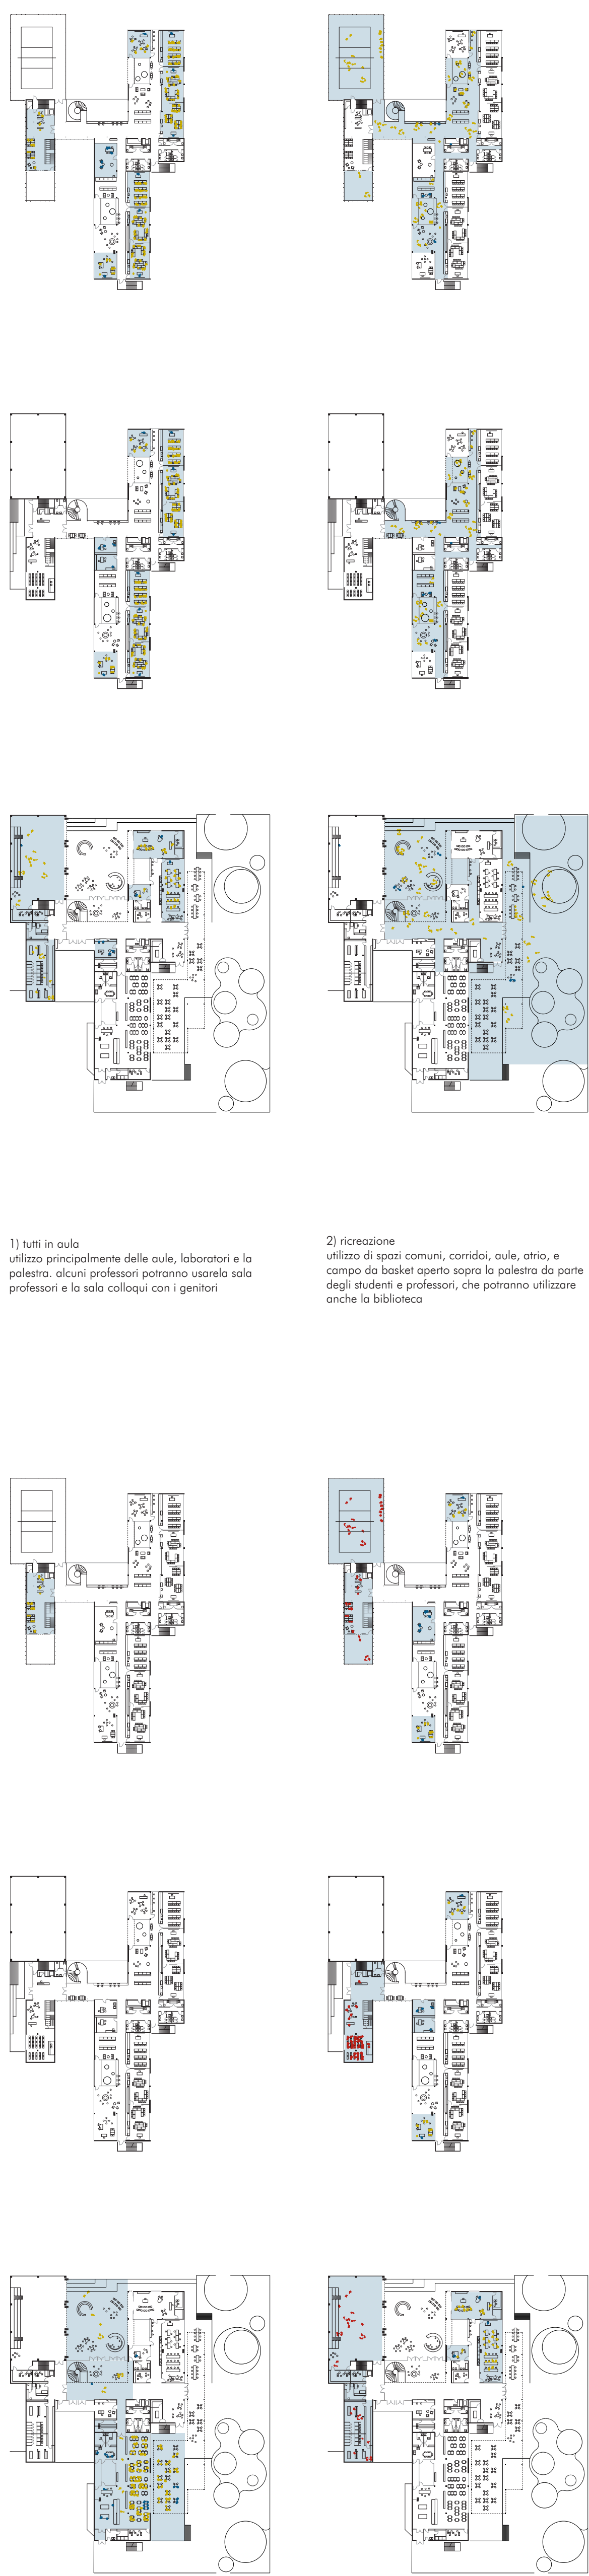 1) tutti in aula
utilizzo principalmente delle aule, laboratori e la
palestra. alcuni professori potranno usarela sala
professori e la sala colloqui con i genitori
2) ricreazione
utilizzo di spazi comuni, corridoi, aule, atrio, e
campo da basket aperto sopra la palestra da parte
degli studenti e professori, che potranno utilizzare
anche la biblioteca